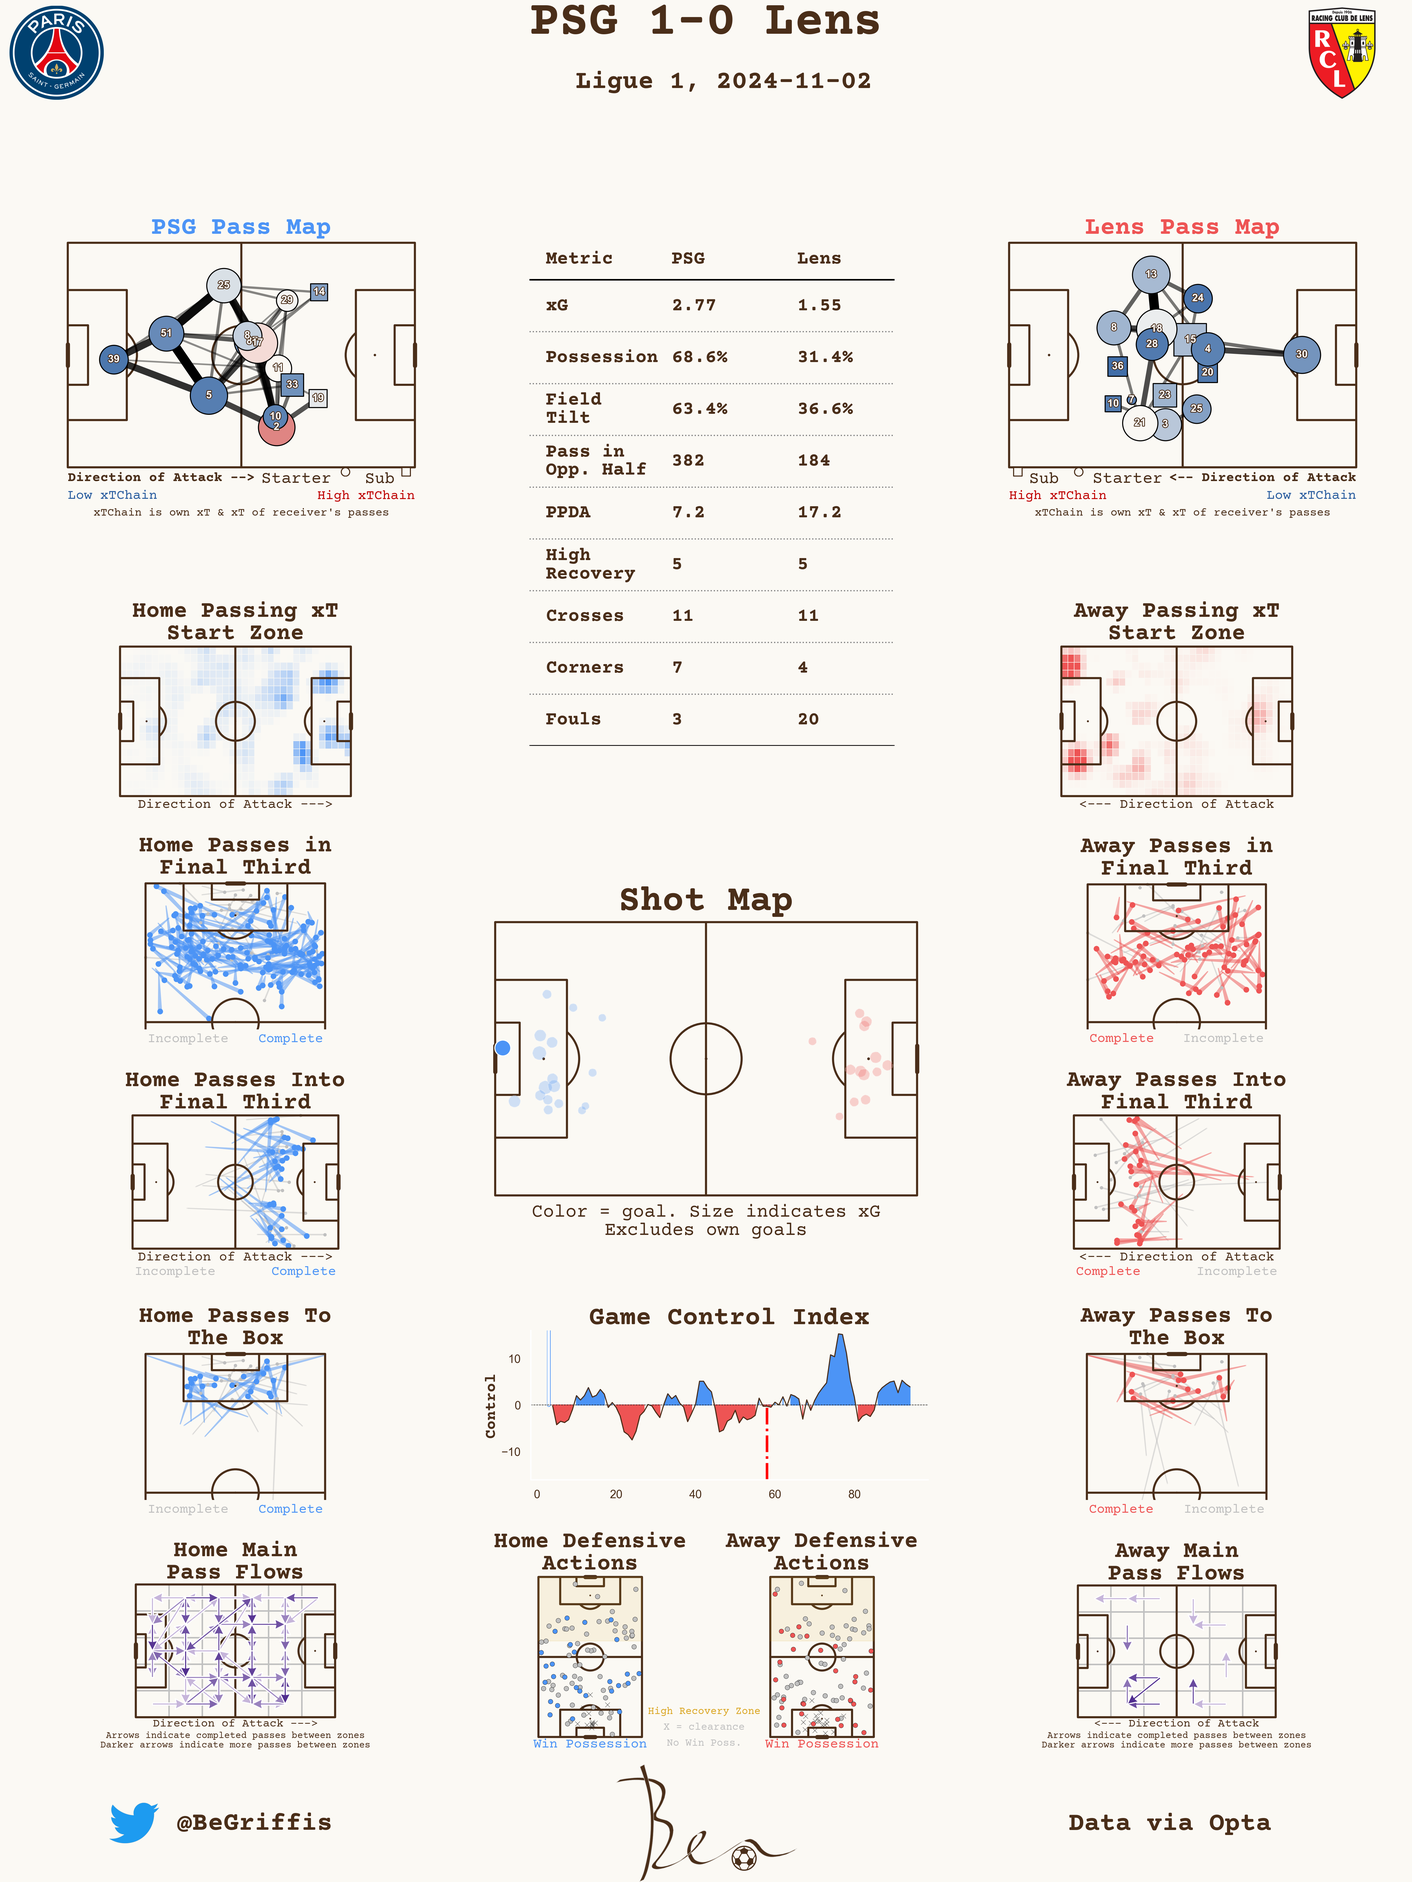 PSG 1-0 Lens
Ligue 1, 2024-11-02
PARIS
SAINT-GERMAIN
Depuis 1906
RACING CLUB DE LENS
R
C
L
PSG Pass Map
25
29
14
51
8
17
39
11
33
5
19
10
2
Direction of Attack --> Starter Sub
Low xTChain High xTChain
xTChain is own xT & xT of receiver's passes
Metric PSG Lens
xG 2.77 1.55
Possession 68.6% 31.4%
Field
Tilt 63.4% 36.6%
Pass in
Opp. Half 382 184
PPDA 7.2 17.2
High
Recovery 5 5
Crosses 11 11
Corners 7 4
Fouls 3 20
Lens Pass Map
13
24
8
18
28
15
4
30
36
20
10
7
23
25
21
3
Sub Starter <-- Direction of Attack
High xTChain Low xTChain
xTChain is own xT & xT of receiver's passes
Home Passing xT
Start Zone
Direction of Attack --->
Away Passing xT
Start Zone
<--- Direction of Attack
Home Passes in
Final Third
Incomplete Complete
Away Passes in
Final Third
Complete Incomplete
Shot Map
Color = goal. Size indicates xG
Excludes own goals
Home Passes Into
Final Third
Direction of Attack --->
Incomplete Complete
Away Passes Into
Final Third
<--- Direction of Attack
Complete Incomplete
Home Passes To
The Box
Incomplete Complete
Game Control Index
Control
10
0
−10
0 20 40 60 80
Away Passes To
The Box
Complete Incomplete
Home Main
Pass Flows
Direction of Attack --->
Arrows indicate completed passes between zones
Darker arrows indicate more passes between zones
Home Defensive
Actions
Win Possession
Away Defensive
Actions
Win Possession
High Recovery Zone
X = clearance
No Win Poss.
Away Main
Pass Flows
<--- Direction of Attack
Arrows indicate completed passes between zones
Darker arrows indicate more passes between zones
@BeGriffis
Ben
Data via Opta